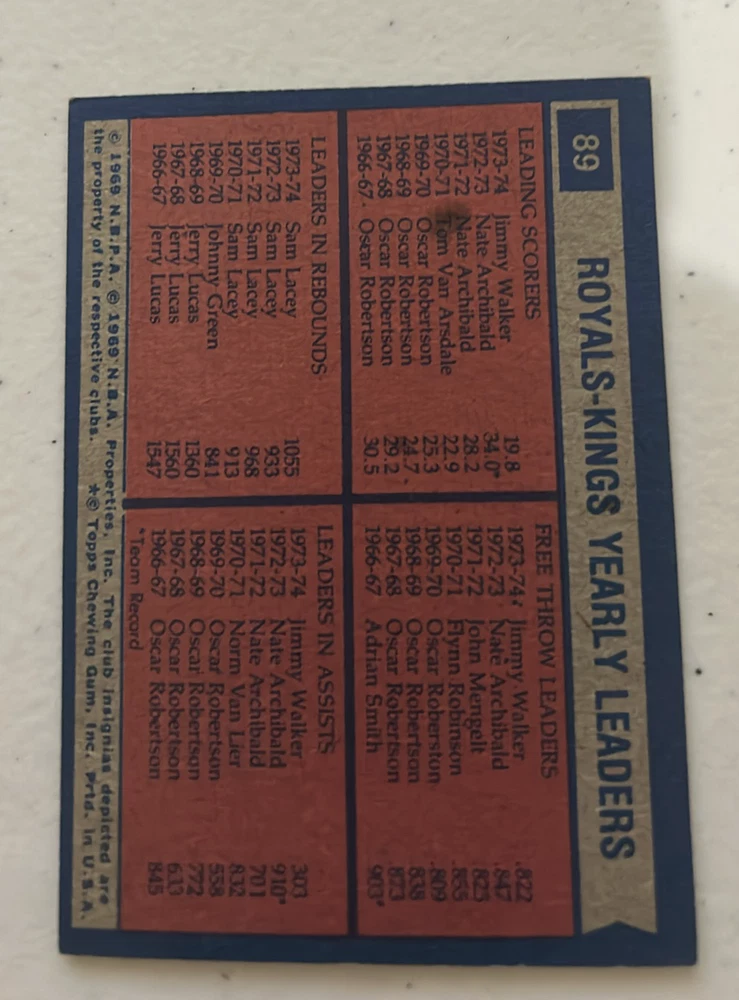 89
ROYALS-KINGS YEARLY LEADERS
LEADING SCORERS
1973-74 Jimmy Walker 19.8
1972-73 Nate Archibald 34.0*
1971-72 Nate Archibald 28.2
1970-71 Tom Van Arsdale 22.9
1969-70 Oscar Robertson 25.3
1968-69 Oscar Robertson 24.7
1967-68 Oscar Robertson 29.2
1966-67 Oscar Robertson 30.5
FREE THROW LEADERS
1973-74 Jimmy Walker .822
1972-73 Nate Archibald .847
1971-72 John Mengelt .823
1970-71 Flynn Robinson .855
1969-70 Oscar Roberston .809
1968-69 Oscar Robertson .838
1967-68 Oscar Robertson .873
1966-67 Adrian Smith .903*
LEADERS IN REBOUNDS
1973-74 Sam Lacey 1055
1972-73 Sam Lacey 933
1971-72 Sam Lacey 968
1970-71 Sam Lacey 913
1969-70 Johnny Green 841
1968-69 Jerry Lucas 1360
1967-68 Jerry Lucas 1560
1966-67 Jerry Lucas 1547
LEADERS IN ASSISTS
1973-74 Jimmy Walker 303
1972-73 Nate Archibald 910*
1971-72 Nate Archibald 701
1970-71 Norm Van Lier 832
1969-70 Oscar Robertson 558
1968-69 Oscar Robertson 772
1967-68 Oscar Robertson 633
1966-67 Oscar Robertson 845
*Team Record
© 1969 N.B.P.A. © 1969 N.B.A. Properties, Inc. The club insignias depicted are
the property of the respective clubs. *© Topps Chewing Gum, Inc. Prtd. in U.S.A.